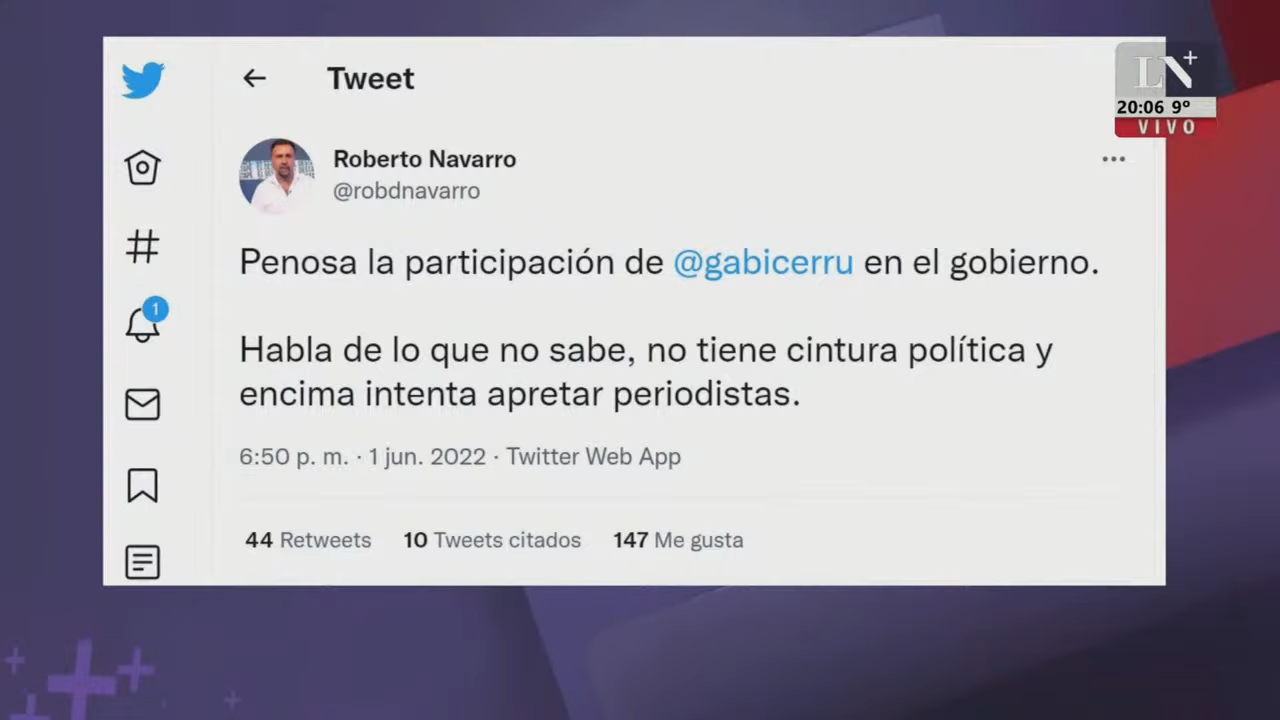 Tweet
LN+
20:06 9º
VIVO
Roberto Navarro
@robdnavarro
Penosa la participación de @gabicerru en el gobierno.
Habla de lo que no sabe, no tiene cintura política y
encima intenta apretar periodistas.
1
6:50 p. m. · 1 jun. 2022 · Twitter Web App
44 Retweets 10 Tweets citados 147 Me gusta